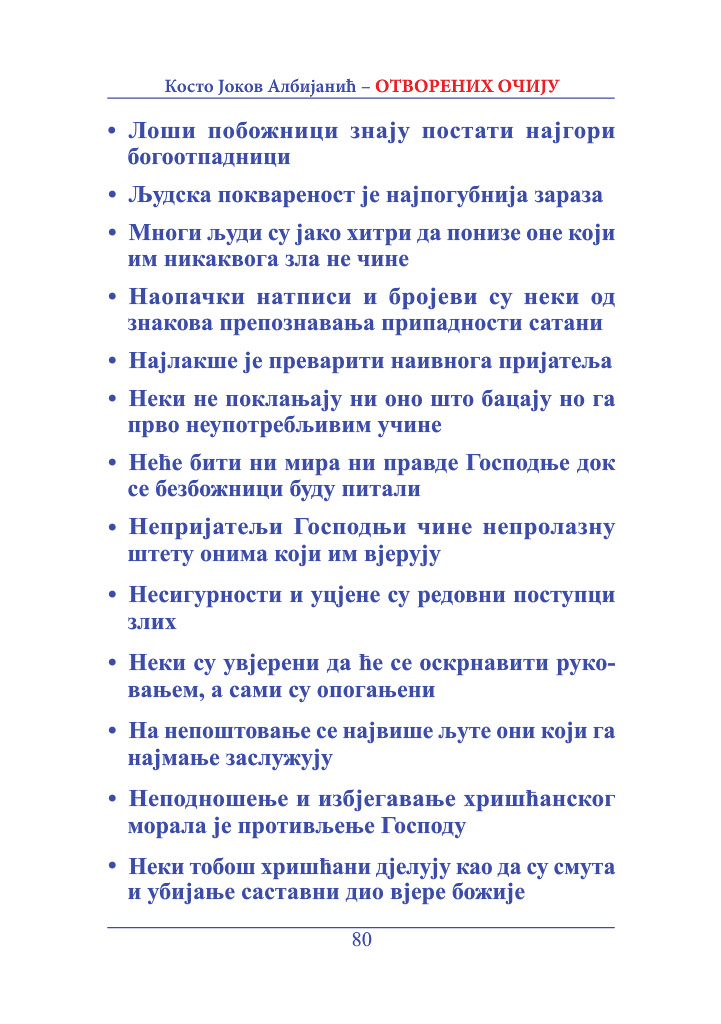 Косто Јоков Албијанић – ОТВОРЕНИХ ОЧИЈУ
• Лоши побожници знају постати најгори
богоотпадници
• Људска поквареност је најпогубнија зараза
• Многи људи су јако хитри да понизе оне који
им никаквога зла не чине
• Наопачки натписи и бројеви су неки од
знакова препознавања припадности сатани
• Најлакше је преварити наивнога пријатеља
• Неки не поклањају ни оно што бацају но га
прво неупотребљивим учине
• Неће бити ни мира ни правде Господње док
се безбожници буду питали
• Непријатељи Господњи чине непролазну
штету онима који им вјерују
• Несигурности и уцјене су редовни поступци
злих
• Неки су увјерени да ће се оскрнавити руко-
вањем, а сами су опогањени
• На непоштовање се највише љуте они који га
најмање заслужују
• Неподношење и избјегавање хришћанског
морала је противљење Господу
• Неки тобош хришћани дјелују као да су смута
и убијање саставни дио вјере божије
80